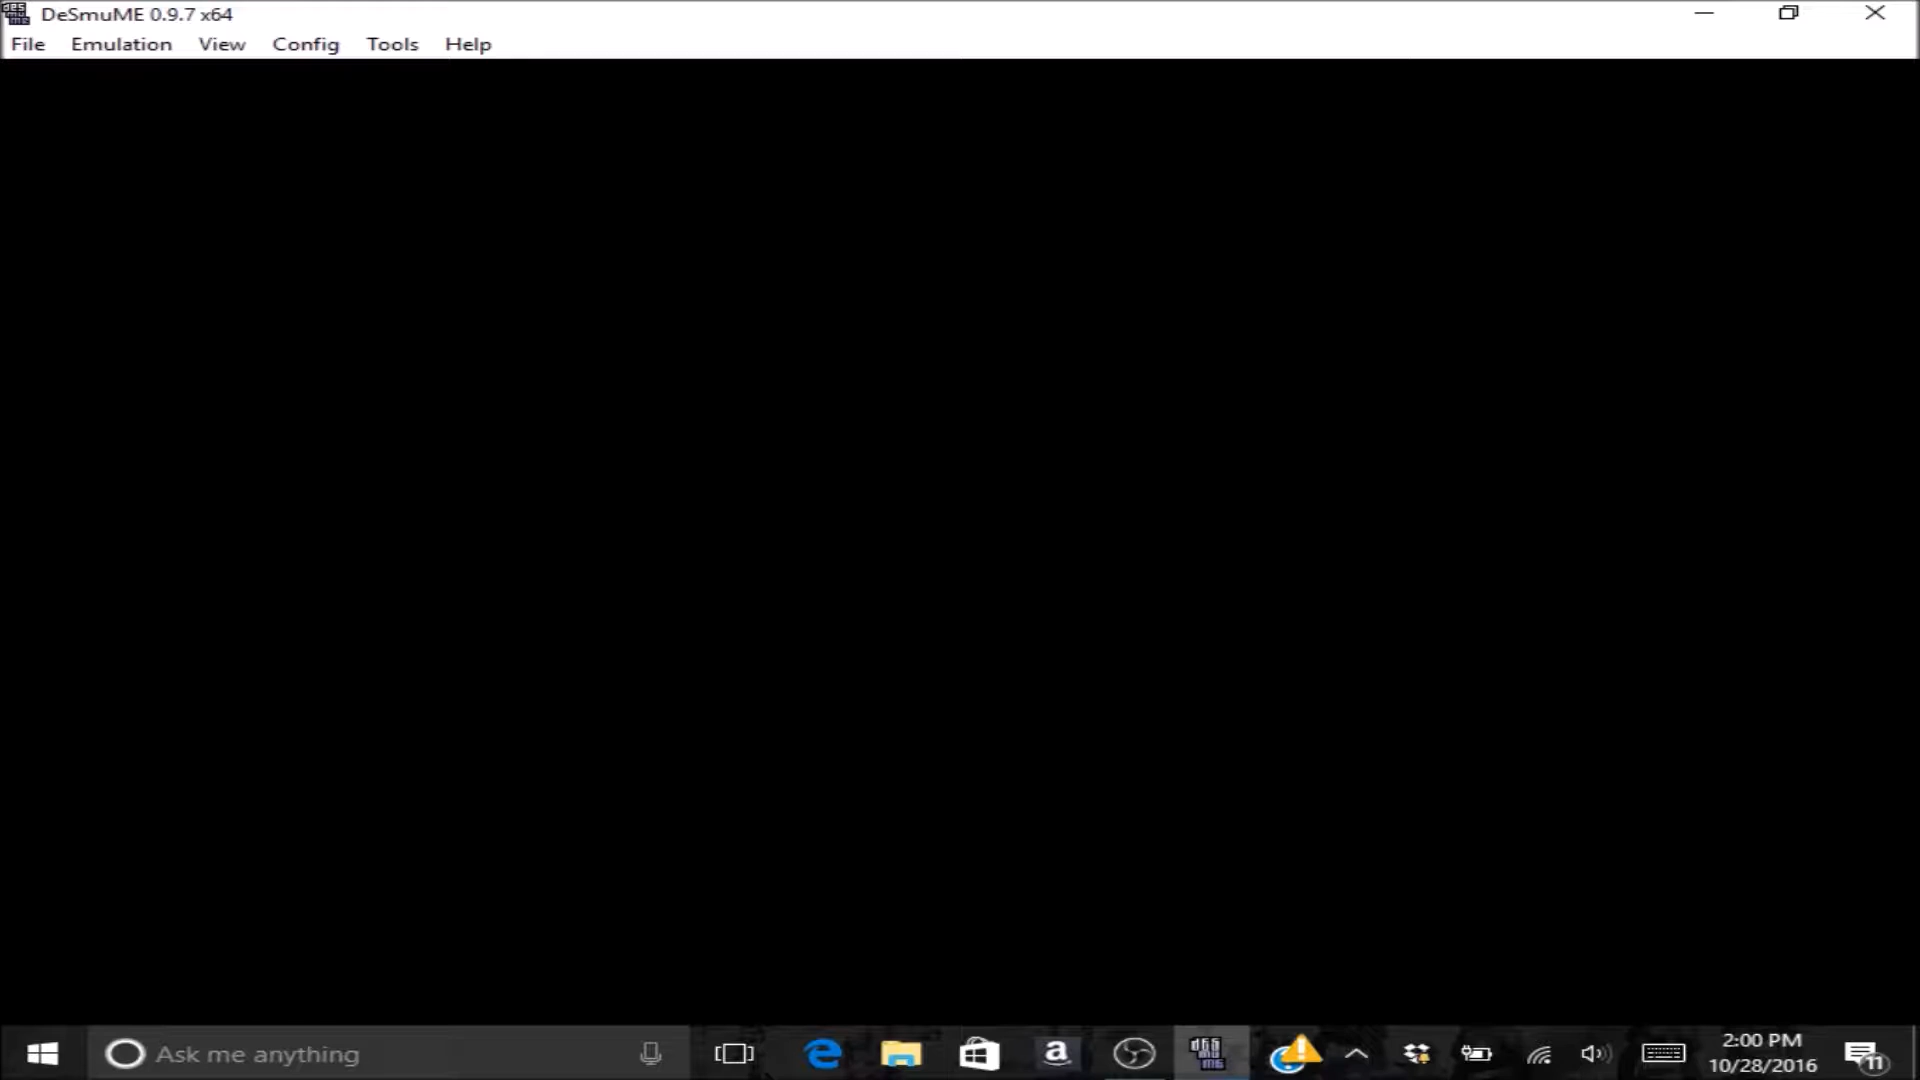 DeSmuME 0.9.7 x64
File Emulation View Config Tools Help
Ask me anything
a
2:00 PM
10/28/2016
11